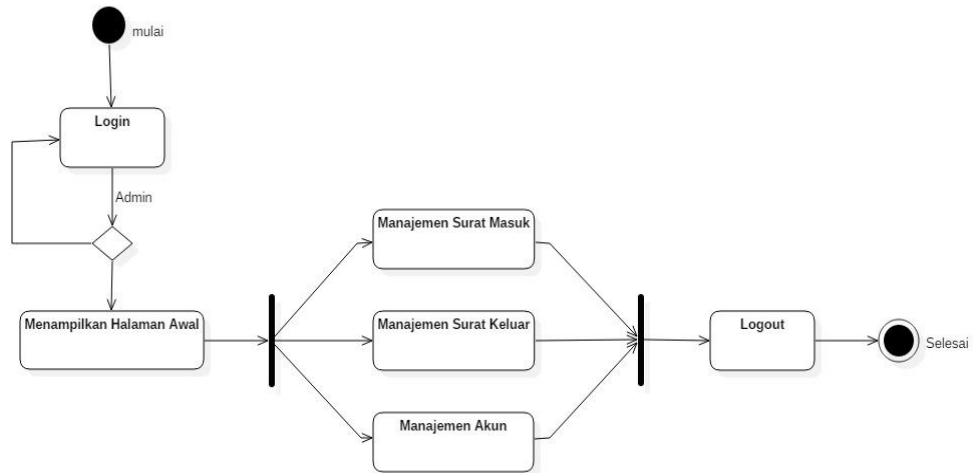 mulai
Login
Admin
Menampilkan Halaman Awal
Manajemen Surat Masuk
Manajemen Surat Keluar
Manajemen Akun
Logout
Selesai